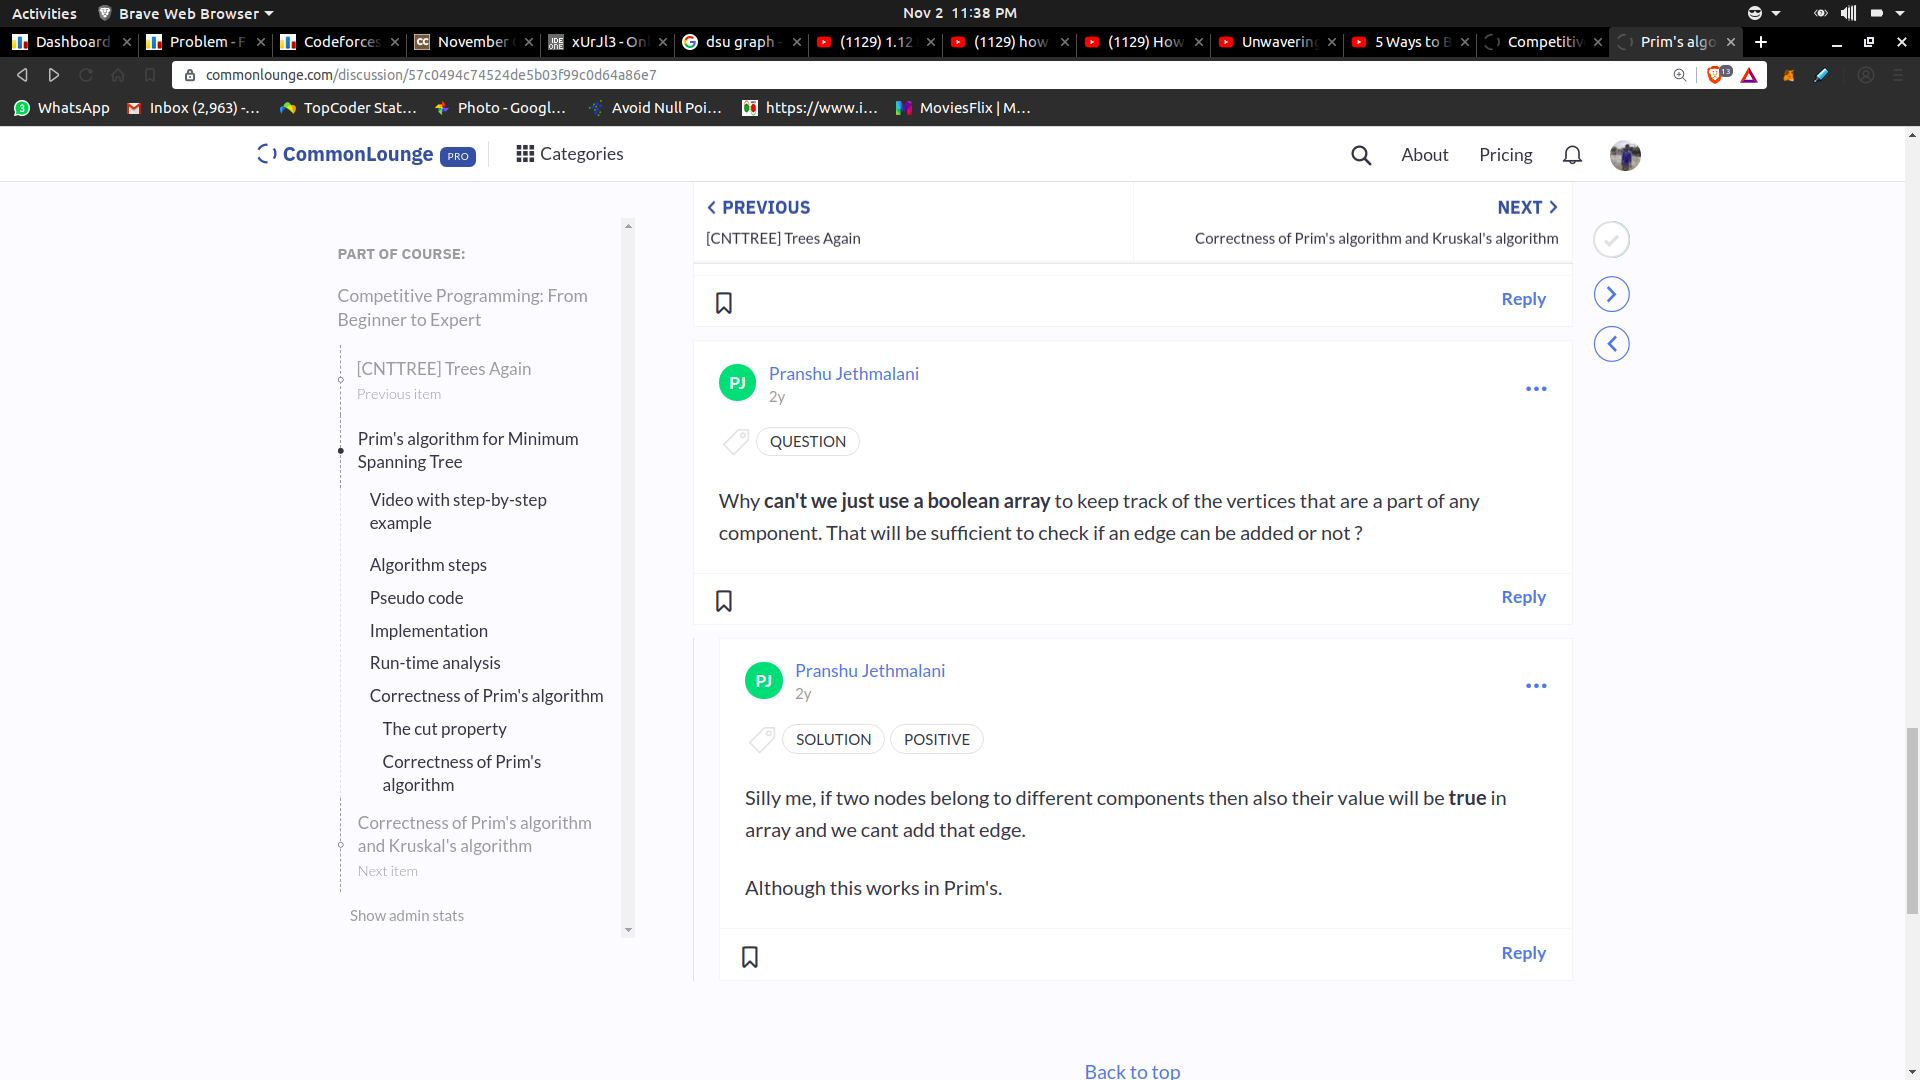 Activities Brave Web Browser Nov 2 11:38 PM
Dashboard Problem - F Codeforces November xUrJl3 - Onl dsu graph - (1129) 1.12 (1129) how (1129) How Unwavering 5 Ways to B Competitiv Prim's algo
commonlounge.com/discussion/57c0494c74524de5b03f99c0d64a86e7 13
WhatsApp Inbox (2,963) -... TopCoder Stat... Photo - Googl... Avoid Null Poi... https://www.i... MoviesFlix | M...
CommonLounge PRO Categories About Pricing
PREVIOUS NEXT
[CNTTREE] Trees Again Correctness of Prim's algorithm and Kruskal's algorithm
PART OF COURSE:
Competitive Programming: From
Beginner to Expert
[CNTTREE] Trees Again
Previous item
Prim's algorithm for Minimum
Spanning Tree
Video with step-by-step
example
Algorithm steps
Pseudo code
Implementation
Run-time analysis
Correctness of Prim's algorithm
The cut property
Correctness of Prim's
algorithm
Correctness of Prim's algorithm
and Kruskal's algorithm
Next item
Show admin stats
Reply
PJ Pranshu Jethmalani
2y
QUESTION
Why can't we just use a boolean array to keep track of the vertices that are a part of any
component. That will be sufficient to check if an edge can be added or not ?
Reply
PJ Pranshu Jethmalani
2y
SOLUTION POSITIVE
Silly me, if two nodes belong to different components then also their value will be true in
array and we cant add that edge.
Although this works in Prim's.
Reply
Back to top